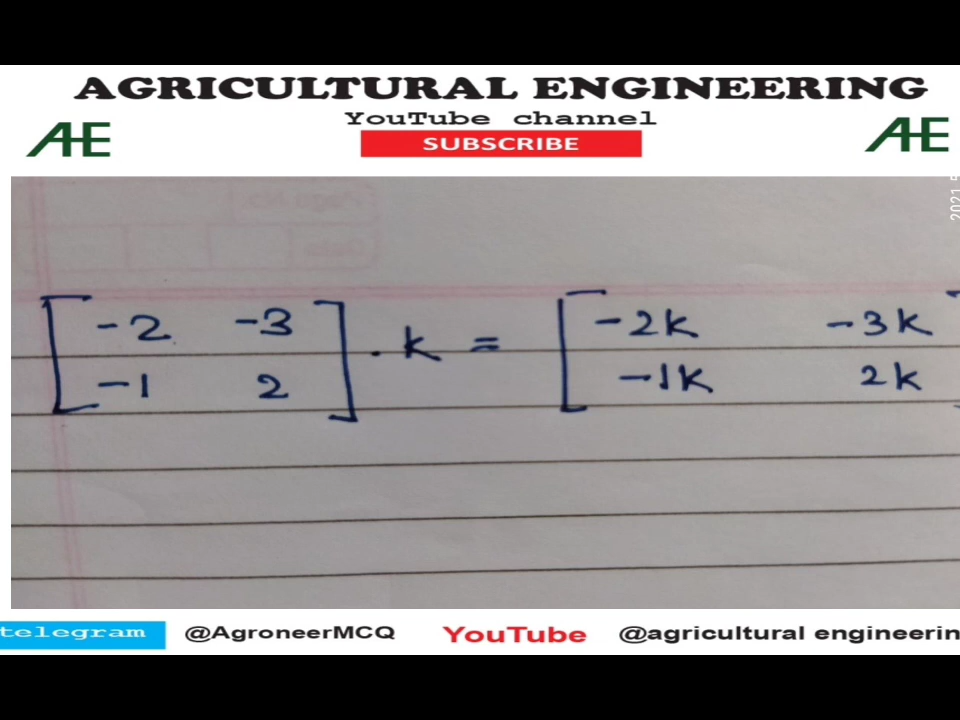 AGRICULTURAL ENGINEERING
YouTube channel
AE
SUBSCRIBE
AE
2021
-2 -3
-1 2
. k =
-2k -3k
-1k 2k
telegram @AgroneerMCQ YouTube @agricultural engineerin